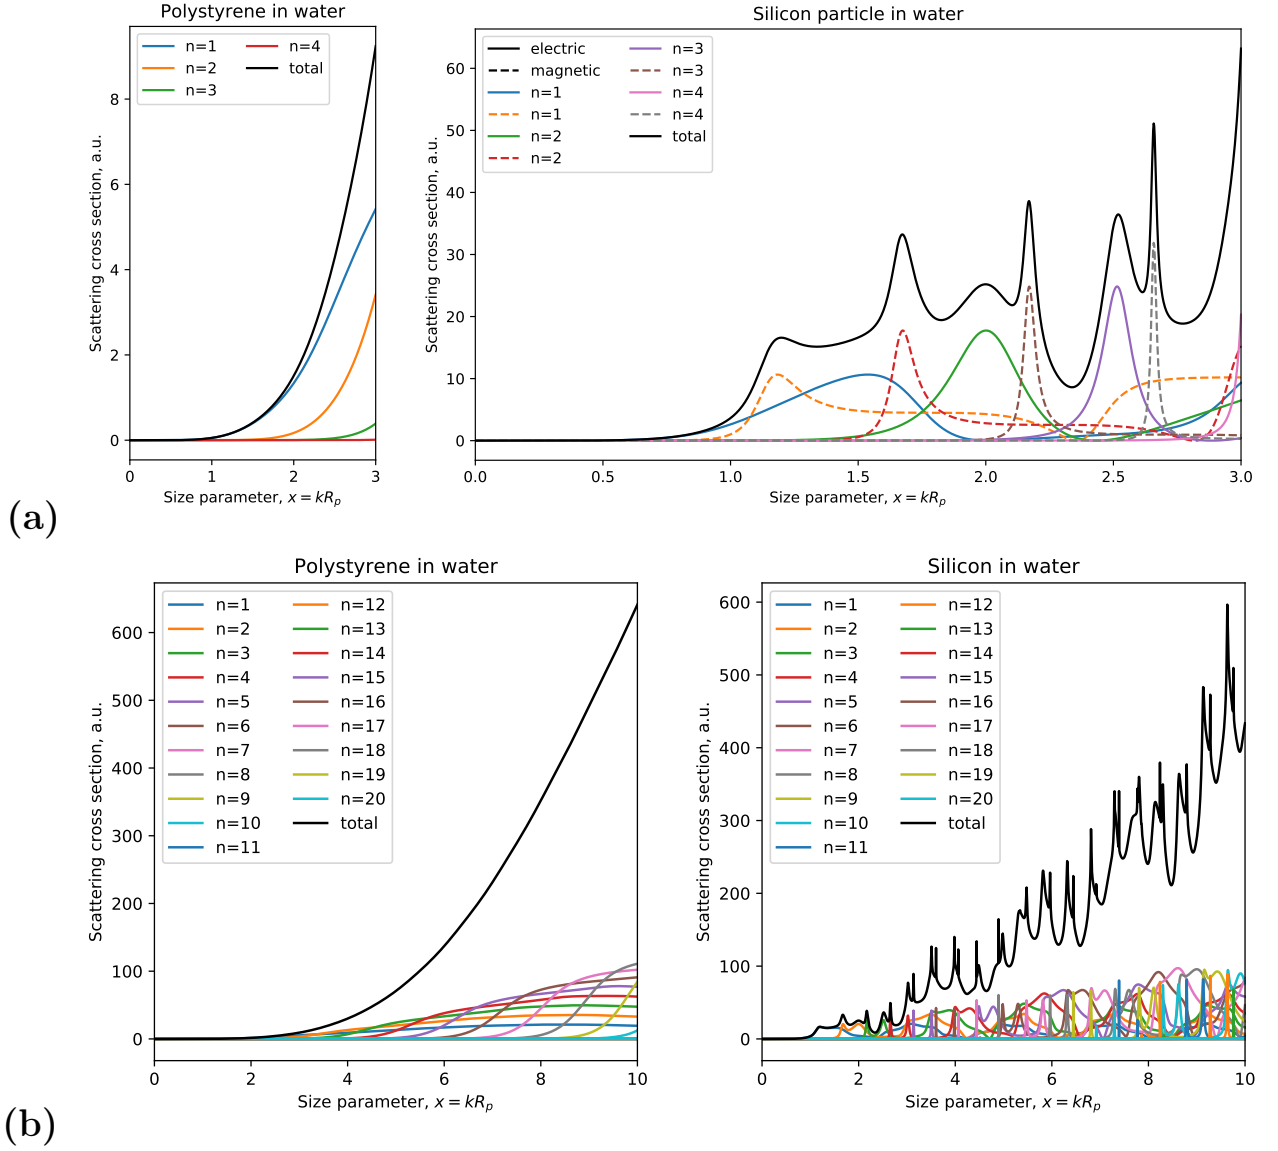 Polystyrene in water
Scattering cross section, a.u.
8
6
4
2
0
n=1
n=2
n=3
n=4
total
0 1 2 3
Size parameter, x = kRₚ
Silicon particle in water
Scattering cross section, a.u.
60
50
40
30
20
10
0
electric
magnetic
n=1
n=1
n=2
n=2
n=3
n=3
n=4
n=4
total
0.0 0.5 1.0 1.5 2.0 2.5 3.0
Size parameter, x = kRₚ
(a)
Polystyrene in water
Scattering cross section, a.u.
600
500
400
300
200
100
0
n=1
n=2
n=3
n=4
n=5
n=6
n=7
n=8
n=9
n=10
n=11
n=12
n=13
n=14
n=15
n=16
n=17
n=18
n=19
n=20
total
0 2 4 6 8 10
Size parameter, x = kRₚ
Silicon in water
Scattering cross section, a.u.
600
500
400
300
200
100
0
n=1
n=2
n=3
n=4
n=5
n=6
n=7
n=8
n=9
n=10
n=11
n=12
n=13
n=14
n=15
n=16
n=17
n=18
n=19
n=20
total
0 2 4 6 8 10
Size parameter, x = kRₚ
(b)